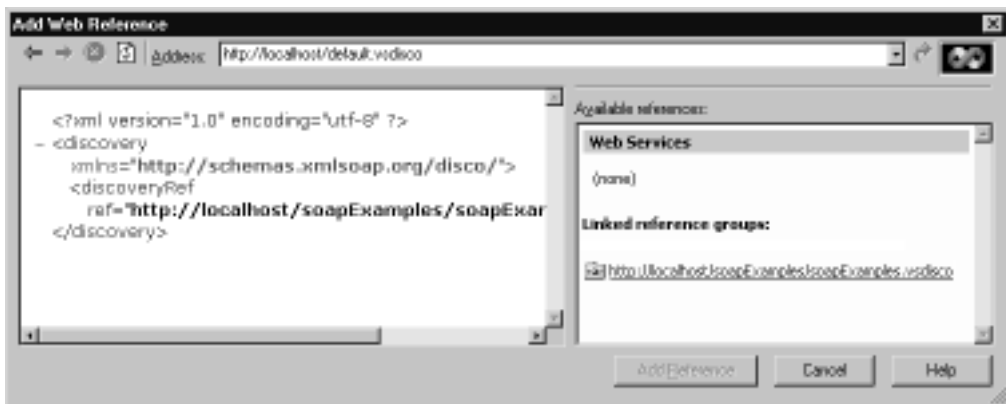 Add Web Reference
Address: http://localhost/default.vsdisco
<?xml version="1.0" encoding="utf-8" ?>
– <discovery
xmlns="http://schemas.xmlsoap.org/disco/">
<discoveryRef
ref="http://localhost/soapExamples/soapExar
</discovery>
Available references:
Web Services
(none)
Linked reference groups:
http://localhost/soapExamples/soapExamples.vsdisco
Add Reference Cancel Help